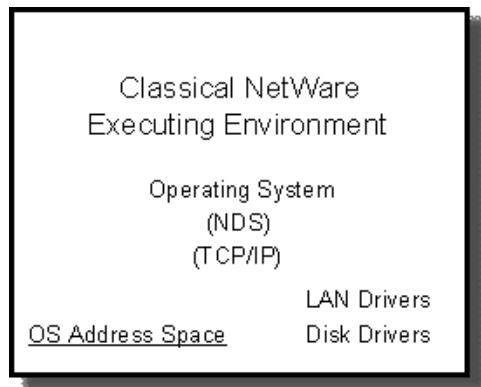 Classical NetWare
Executing Environment
Operating System
(NDS)
(TCP/IP)
LAN Drivers
OS Address Space Disk Drivers